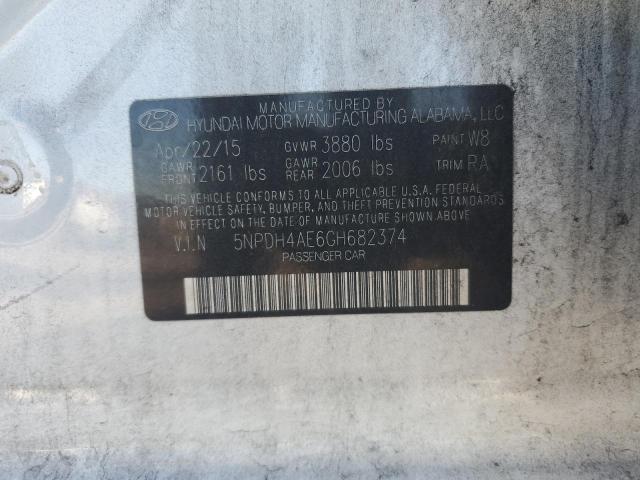 MANUFACTURED BY
HYUNDAI MOTOR MANUFACTURING ALABAMA, LLC
Apr/22/15 GVWR 3880 lbs PAINT W8
GAWR FRONT 2161 lbs GAWR REAR 2006 lbs TRIM RA
THIS VEHICLE CONFORMS TO ALL APPLICABLE U.S.A. FEDERAL
MOTOR VEHICLE SAFETY, BUMPER, AND THEFT PREVENTION STANDARDS
IN EFFECT ON THE DATE OF MANUFACTURE SHOWN ABOVE
V.I.N 5NPDH4AE6GH682374
PASSENGER CAR